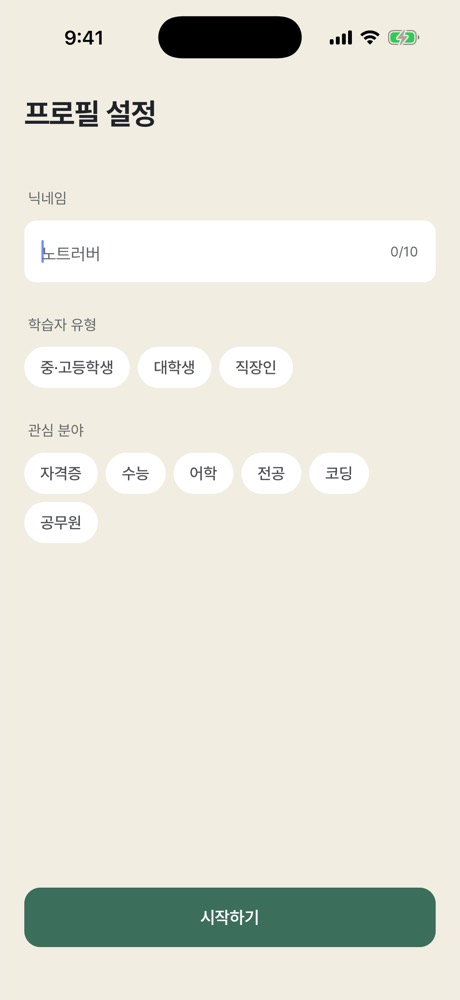 9:41
프로필 설정
닉네임
노트러버 0/10
학습자 유형
중·고등학생 대학생 직장인
관심 분야
자격증 수능 어학 전공 코딩
공무원
시작하기